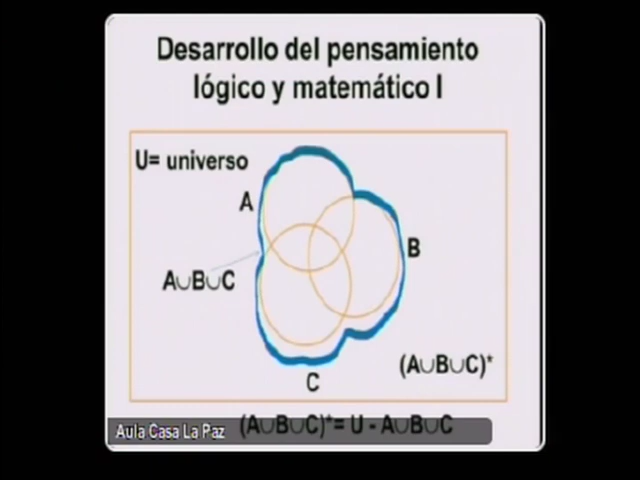 Desarrollo del pensamiento
lógico y matemático I
U= universo
A
B
A∪B∪C
(A∪B∪C)*
C
(A∪B∪C)*= U - A∪B∪C
Aula Casa La Paz